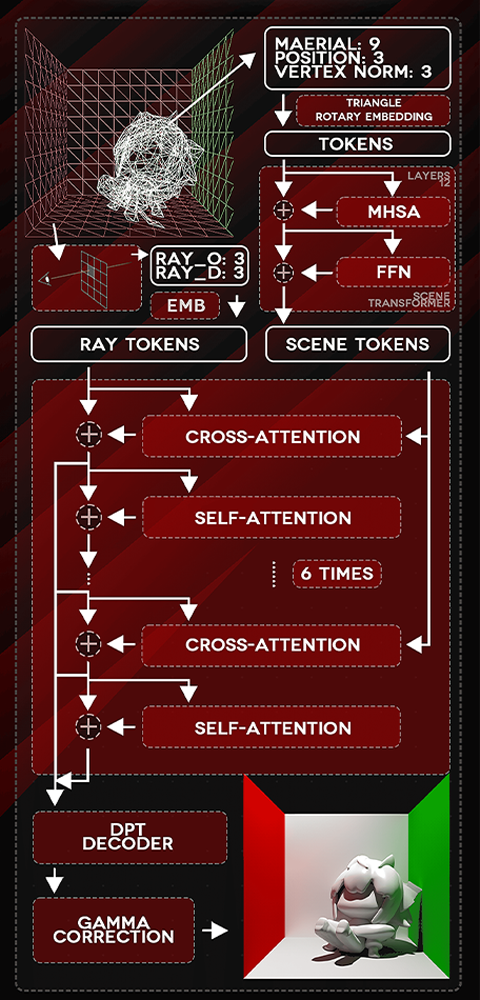 MAERIAL: 9
POSITION: 3
VERTEX NORM: 3
TRIANGLE
ROTARY EMBEDDING
TOKENS
LAYERS
12
MHSA
FFN
SCENE
TRANSFORMER
RAY_O: 3
RAY_D: 3
EMB
RAY TOKENS
SCENE TOKENS
CROSS-ATTENTION
SELF-ATTENTION
6 TIMES
CROSS-ATTENTION
SELF-ATTENTION
DPT
DECODER
GAMMA
CORRECTION